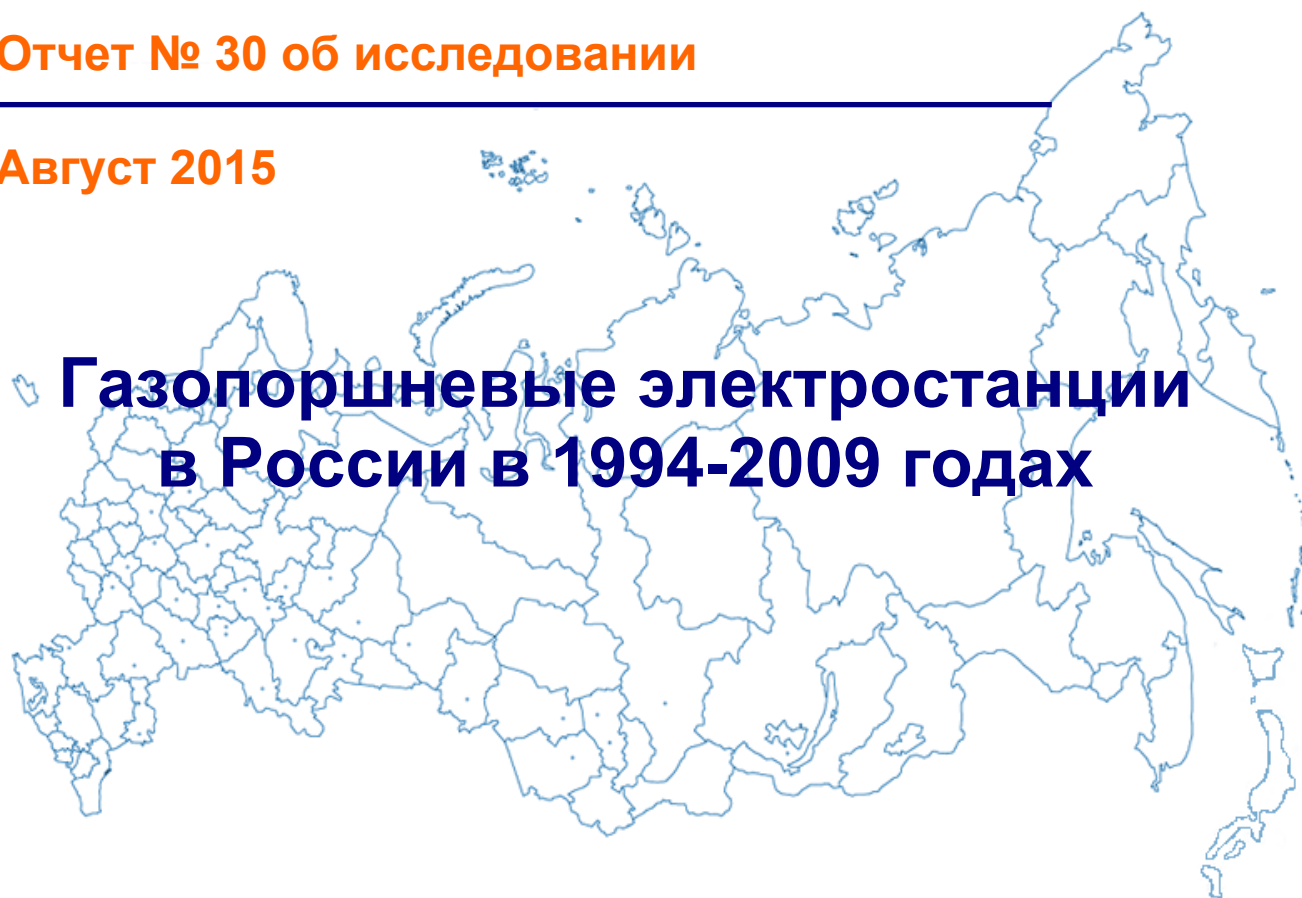 Отчет № 30 об исследовании
Август 2015
Газопоршневые электростанции
в России в 1994-2009 годах